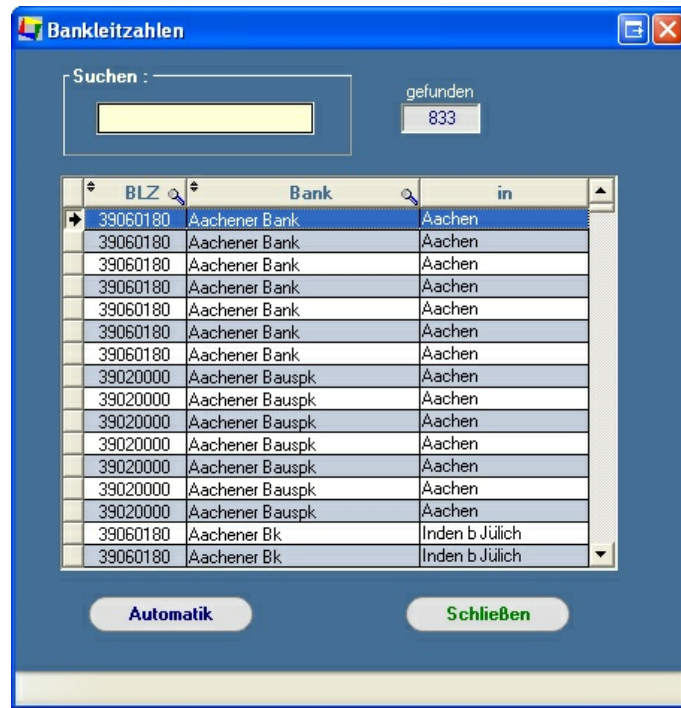 Bankleitzahlen
Suchen :
gefunden
833
BLZ Bank in
39060180 Aachener Bank Aachen
39060180 Aachener Bank Aachen
39060180 Aachener Bank Aachen
39060180 Aachener Bank Aachen
39060180 Aachener Bank Aachen
39060180 Aachener Bank Aachen
39060180 Aachener Bank Aachen
39020000 Aachener Bauspk Aachen
39020000 Aachener Bauspk Aachen
39020000 Aachener Bauspk Aachen
39020000 Aachener Bauspk Aachen
39020000 Aachener Bauspk Aachen
39020000 Aachener Bauspk Aachen
39020000 Aachener Bauspk Aachen
39060180 Aachener Bk Inden b Jülich
39060180 Aachener Bk Inden b Jülich
Automatik Schließen